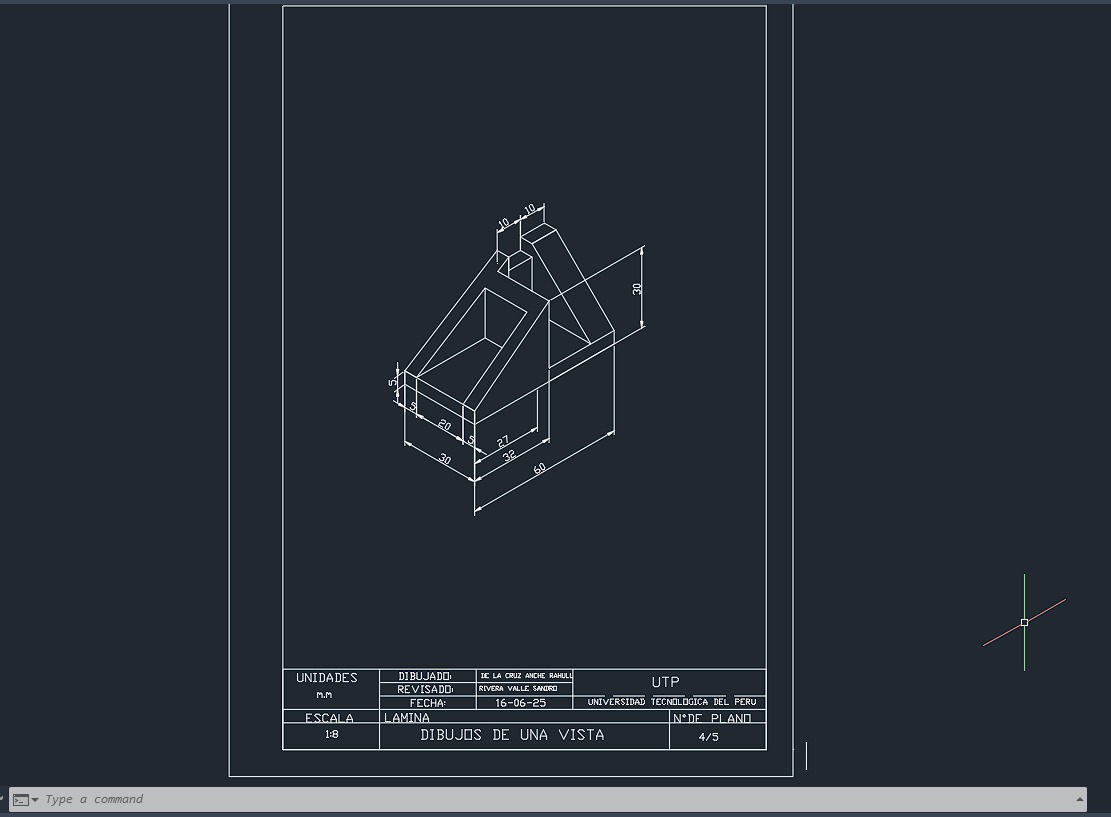 10 10
30
5
5 20 5
30
27
32
60
UNIDADES
M.M
DIBUJADO:
DE LA CRUZ ANCHE RAHULL
REVISADO:
RIVERA VALLE SANDRO
FECHA:
16-06-25
UTP
UNIVERSIDAD TECNOLOGICA DEL PERU
ESCALA
1:8
LAMINA
DIBUJOS DE UNA VISTA
N°DE PLANO
4/5
Type a command